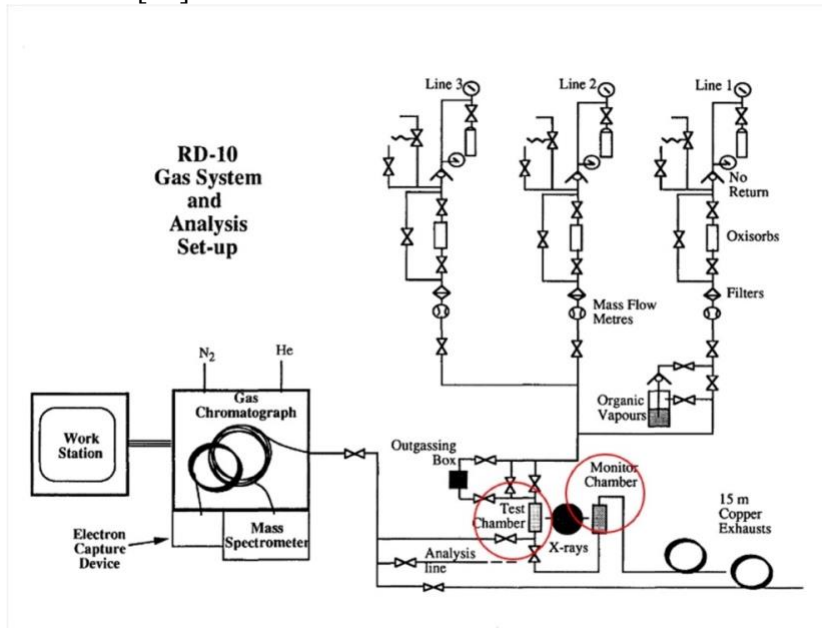 Line 3
Line 2
Line 1
RD-10
Gas System
and
Analysis
Set-up
No
Return
Oxisorbs
Filters
Mass Flow
Metres
N2
He
Gas
Chromatograph
Work
Station
Organic
Vapours
Outgassing
Box
Monitor
Chamber
Test
Chamber
X-rays
15 m
Copper
Exhausts
Electron
Capture
Device
Mass
Spectrometer
Analysis
line